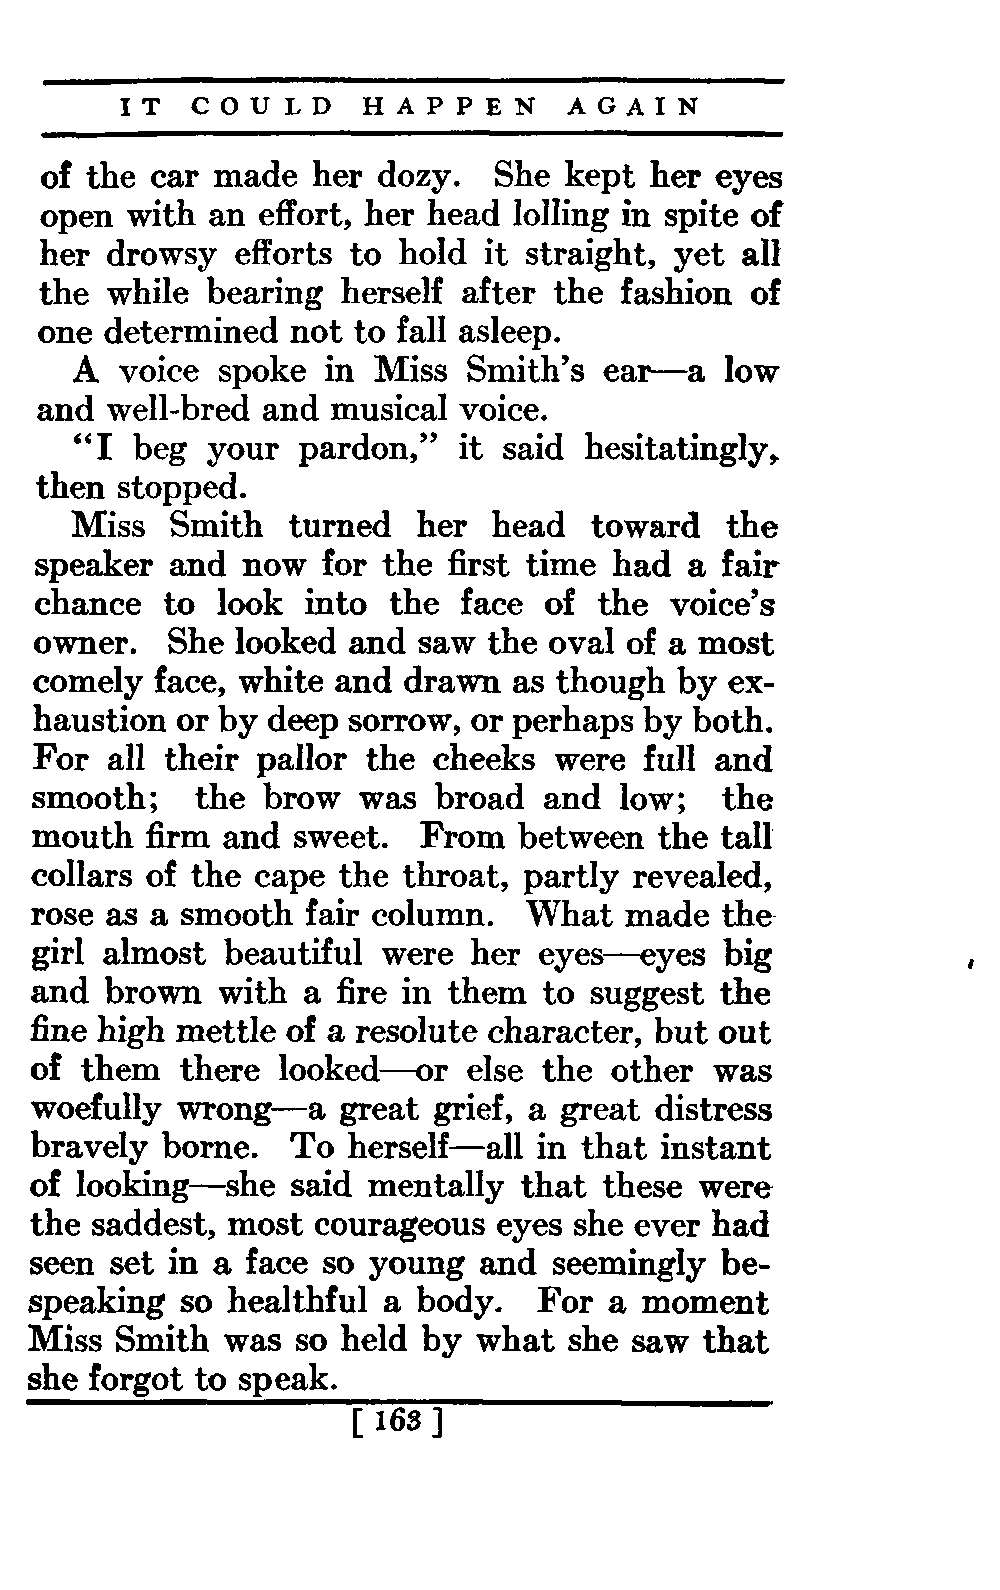 IT COULD HAPPEN AGAIN
of the car made her dozy. She kept her eyes
open with an effort, her head lolling in spite of
her drowsy efforts to hold it straight, yet all
the while bearing herself after the fashion of
one determined not to fall asleep.
A voice spoke in Miss Smith's ear—a low
and well-bred and musical voice.
"I beg your pardon," it said hesitatingly,
then stopped.
Miss Smith turned her head toward the
speaker and now for the first time had a fair
chance to look into the face of the voice's
owner. She looked and saw the oval of a most
comely face, white and drawn as though by ex-
haustion or by deep sorrow, or perhaps by both.
For all their pallor the cheeks were full and
smooth; the brow was broad and low; the
mouth firm and sweet. From between the tall
collars of the cape the throat, partly revealed,
rose as a smooth fair column. What made the
girl almost beautiful were her eyes—eyes big
and brown with a fire in them to suggest the
fine high mettle of a resolute character, but out
of them there looked—or else the other was
woefully wrong—a great grief, a great distress
bravely borne. To herself—all in that instant
of looking—she said mentally that these were
the saddest, most courageous eyes she ever had
seen set in a face so young and seemingly be-
speaking so healthful a body. For a moment
Miss Smith was so held by what she saw that
she forgot to speak.
[ 163 ]